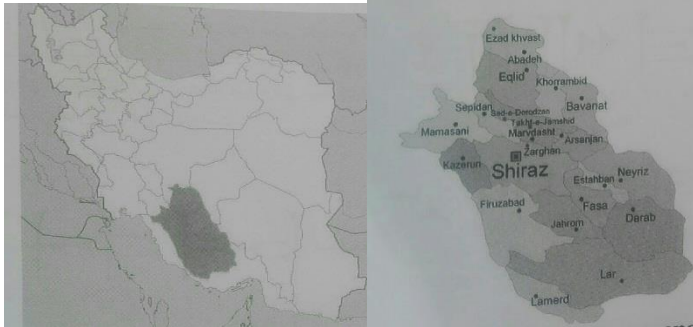 Ezad khvast
Abadeh
Eqlid
Khorrambid
Bavanat
Sepidan
Sad-e-Dorodzan
Takht-e-Jamshid
Mamasani
Marvdasht
Arsanjan
Zarghan
Kazerun
Shiraz
Estahban
Neyriz
Firuzabad
Fasa
Darab
Jahrom
Lar
Lamerd